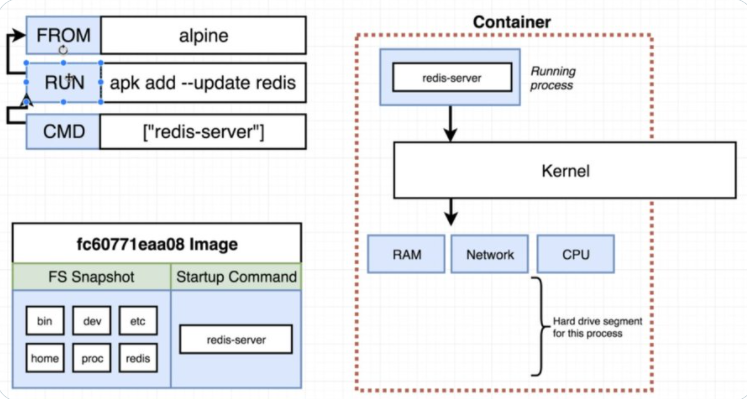 FROM alpine
RUN apk add --update redis
CMD ["redis-server"]
fc60771eaa08 Image
FS Snapshot Startup Command
bin dev etc
home proc redis
redis-server
Container
redis-server
Running
process
Kernel
RAM Network CPU
Hard drive segment
for this process